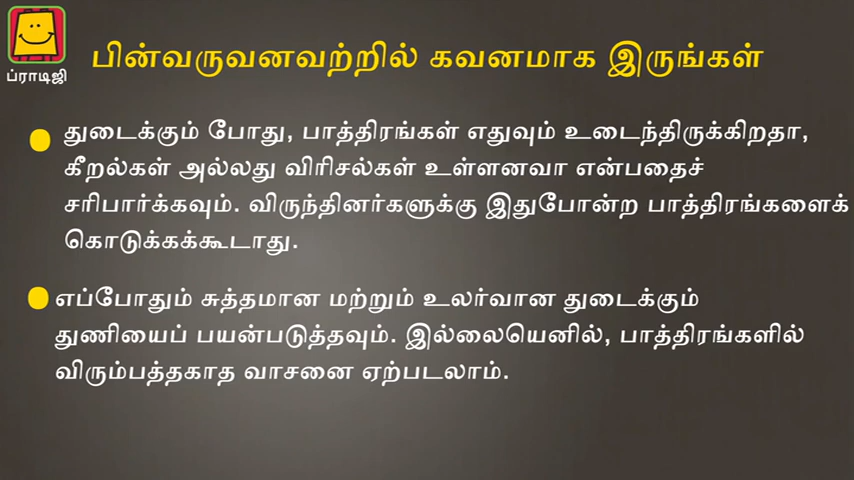 ப்ராடிஜி
பின்வருவனவற்றில் கவனமாக இருங்கள்
துடைக்கும் போது, பாத்திரங்கள் எதுவும் உடைந்திருக்கிறதா,
கீறல்கள் அல்லது விரிசல்கள் உள்ளனவா என்பதைச்
சரிபார்க்கவும். விருந்தினர்களுக்கு இதுபோன்ற பாத்திரங்களைக்
கொடுக்கக்கூடாது.
எப்போதும் சுத்தமான மற்றும் உலர்வான துடைக்கும்
துணியைப் பயன்படுத்தவும். இல்லையெனில், பாத்திரங்களில்
விரும்பத்தகாத வாசனை ஏற்படலாம்.